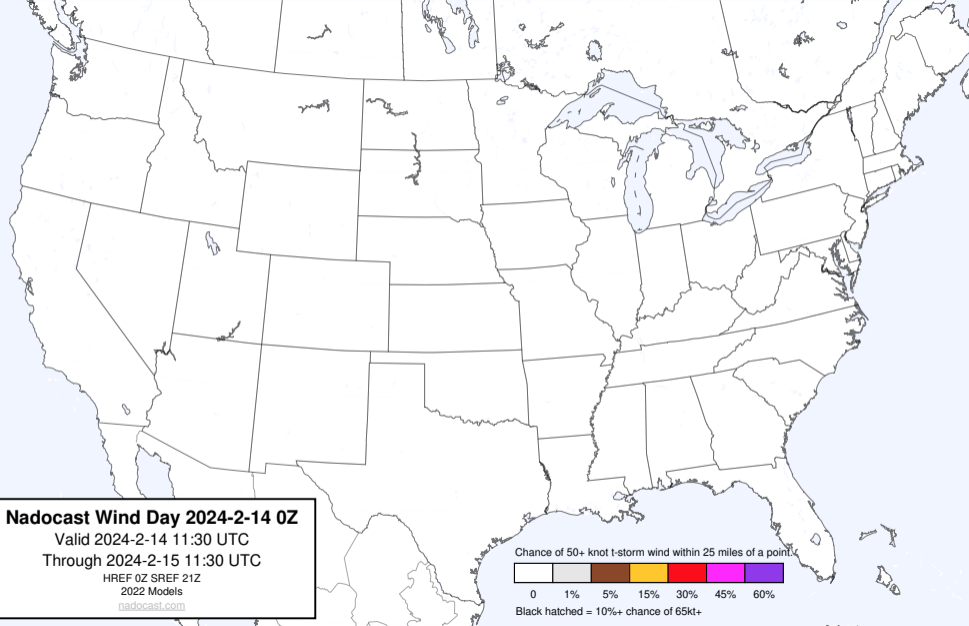 Nadocast Wind Day 2024-2-14 0Z
Valid 2024-2-14 11:30 UTC
Through 2024-2-15 11:30 UTC
HREF 0Z SREF 21Z
2022 Models
nadocast.com
Chance of 50+ knot t-storm wind within 25 miles of a point.
0 1% 5% 15% 30% 45% 60%
Black hatched = 10%+ chance of 65kt+